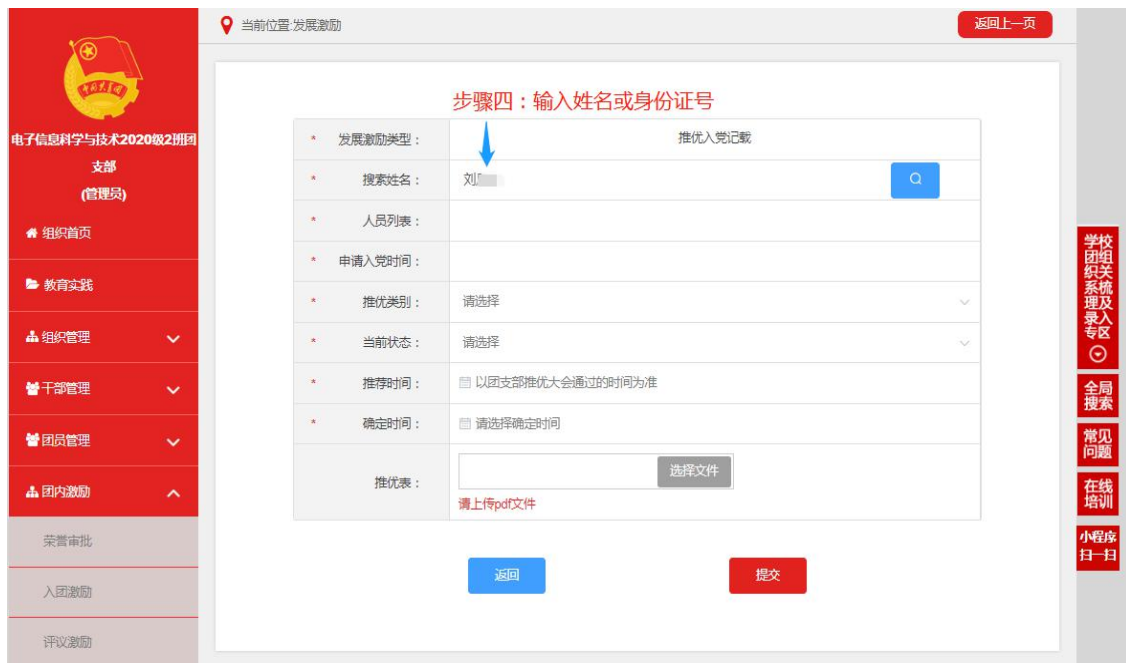 当前位置:发展激励
返回上一页
中国共青团
电子信息科学与技术2020级2班团
支部
(管理员)
组织首页
教育实践
组织管理
干部管理
团员管理
团内激励
荣誉审批
入团激励
评议激励
步骤四：输入姓名或身份证号
* 发展激励类型： 推优入党记载
* 搜索姓名： 刘
* 人员列表：
* 申请入党时间：
* 推优类别： 请选择
* 当前状态： 请选择
* 推荐时间： 以团支部推优大会通过的时间为准
* 确定时间： 请选择确定时间
推优表： 选择文件
请上传pdf文件
返回 提交
学校
团组
织关
系统
理及
录入
专区
全局
搜索
常见
问题
在线
培训
小程序
扫一扫